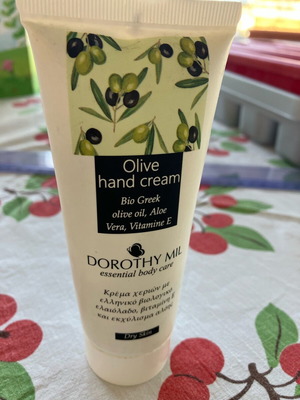 Olive
hand cream
Bio Greek
olive oil, Aloe
Vera, Vitamine E
DOROTHY MIL
essential body care
Κρέμα χεριών με
ελληνικό βιολογικό
ελαιόλαδο, βιταμίνη E
και εκχύλισμα αλόης
Dry Skin